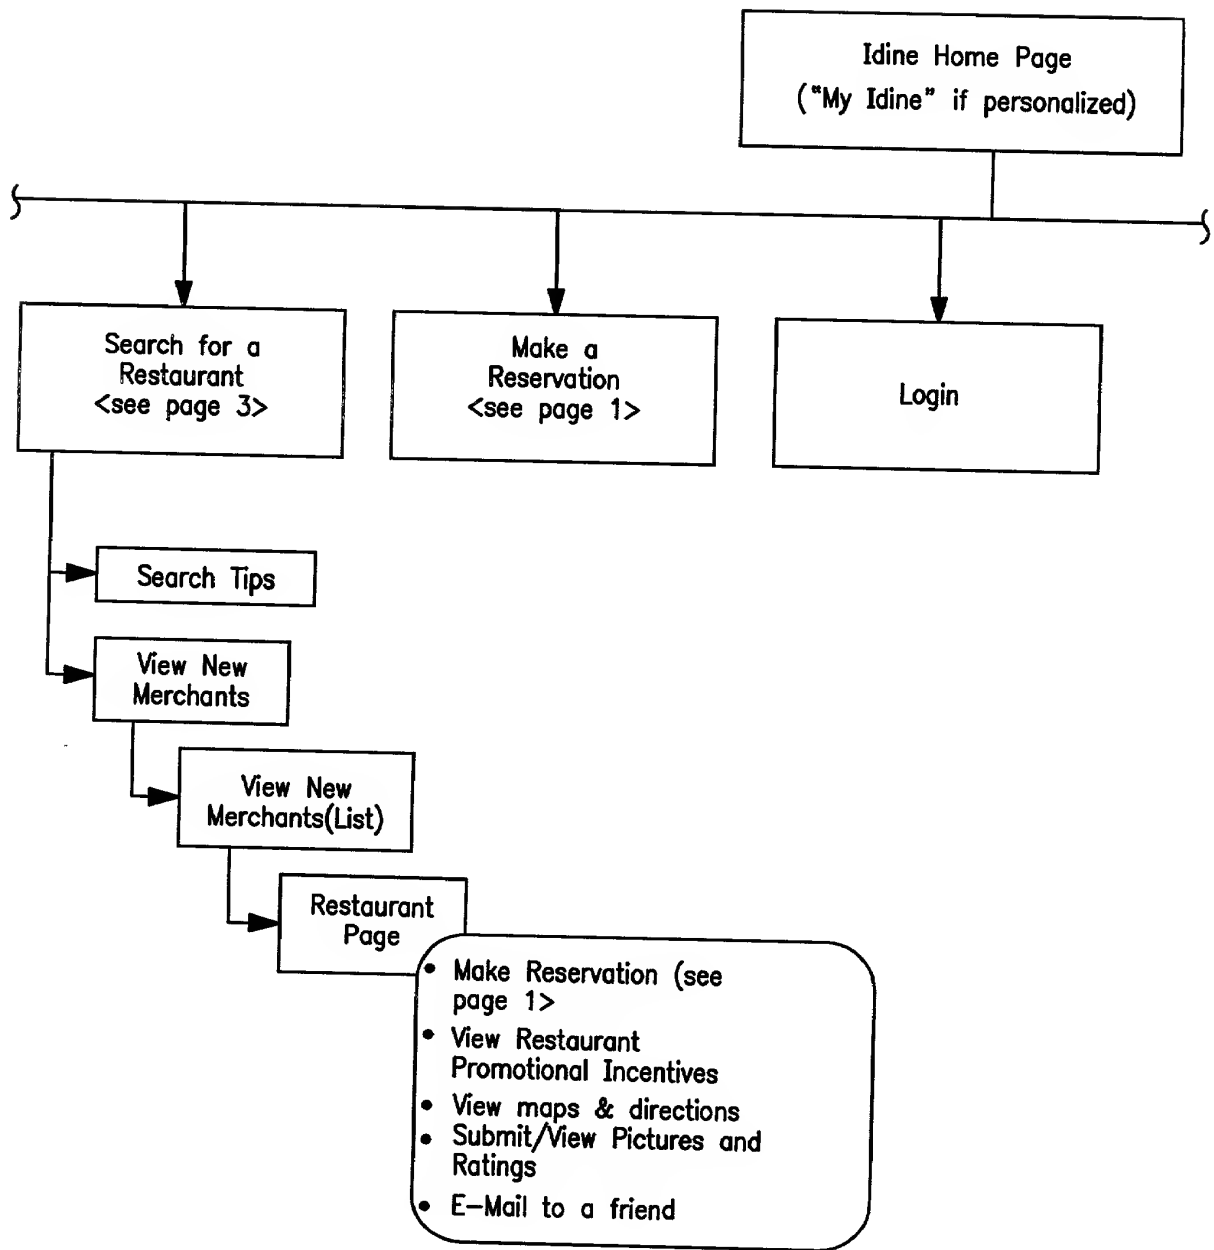 Idine Home Page
("My Idine" if personalized)
Search for a
Restaurant
<see page 3>
Make a
Reservation
<see page 1>
Login
Search Tips
View New
Merchants
View New
Merchants(List)
Restaurant
Page
• Make Reservation (see
page 1>
• View Restaurant
Promotional Incentives
• View maps & directions
• Submit/View Pictures and
Ratings
• E-Mail to a friend